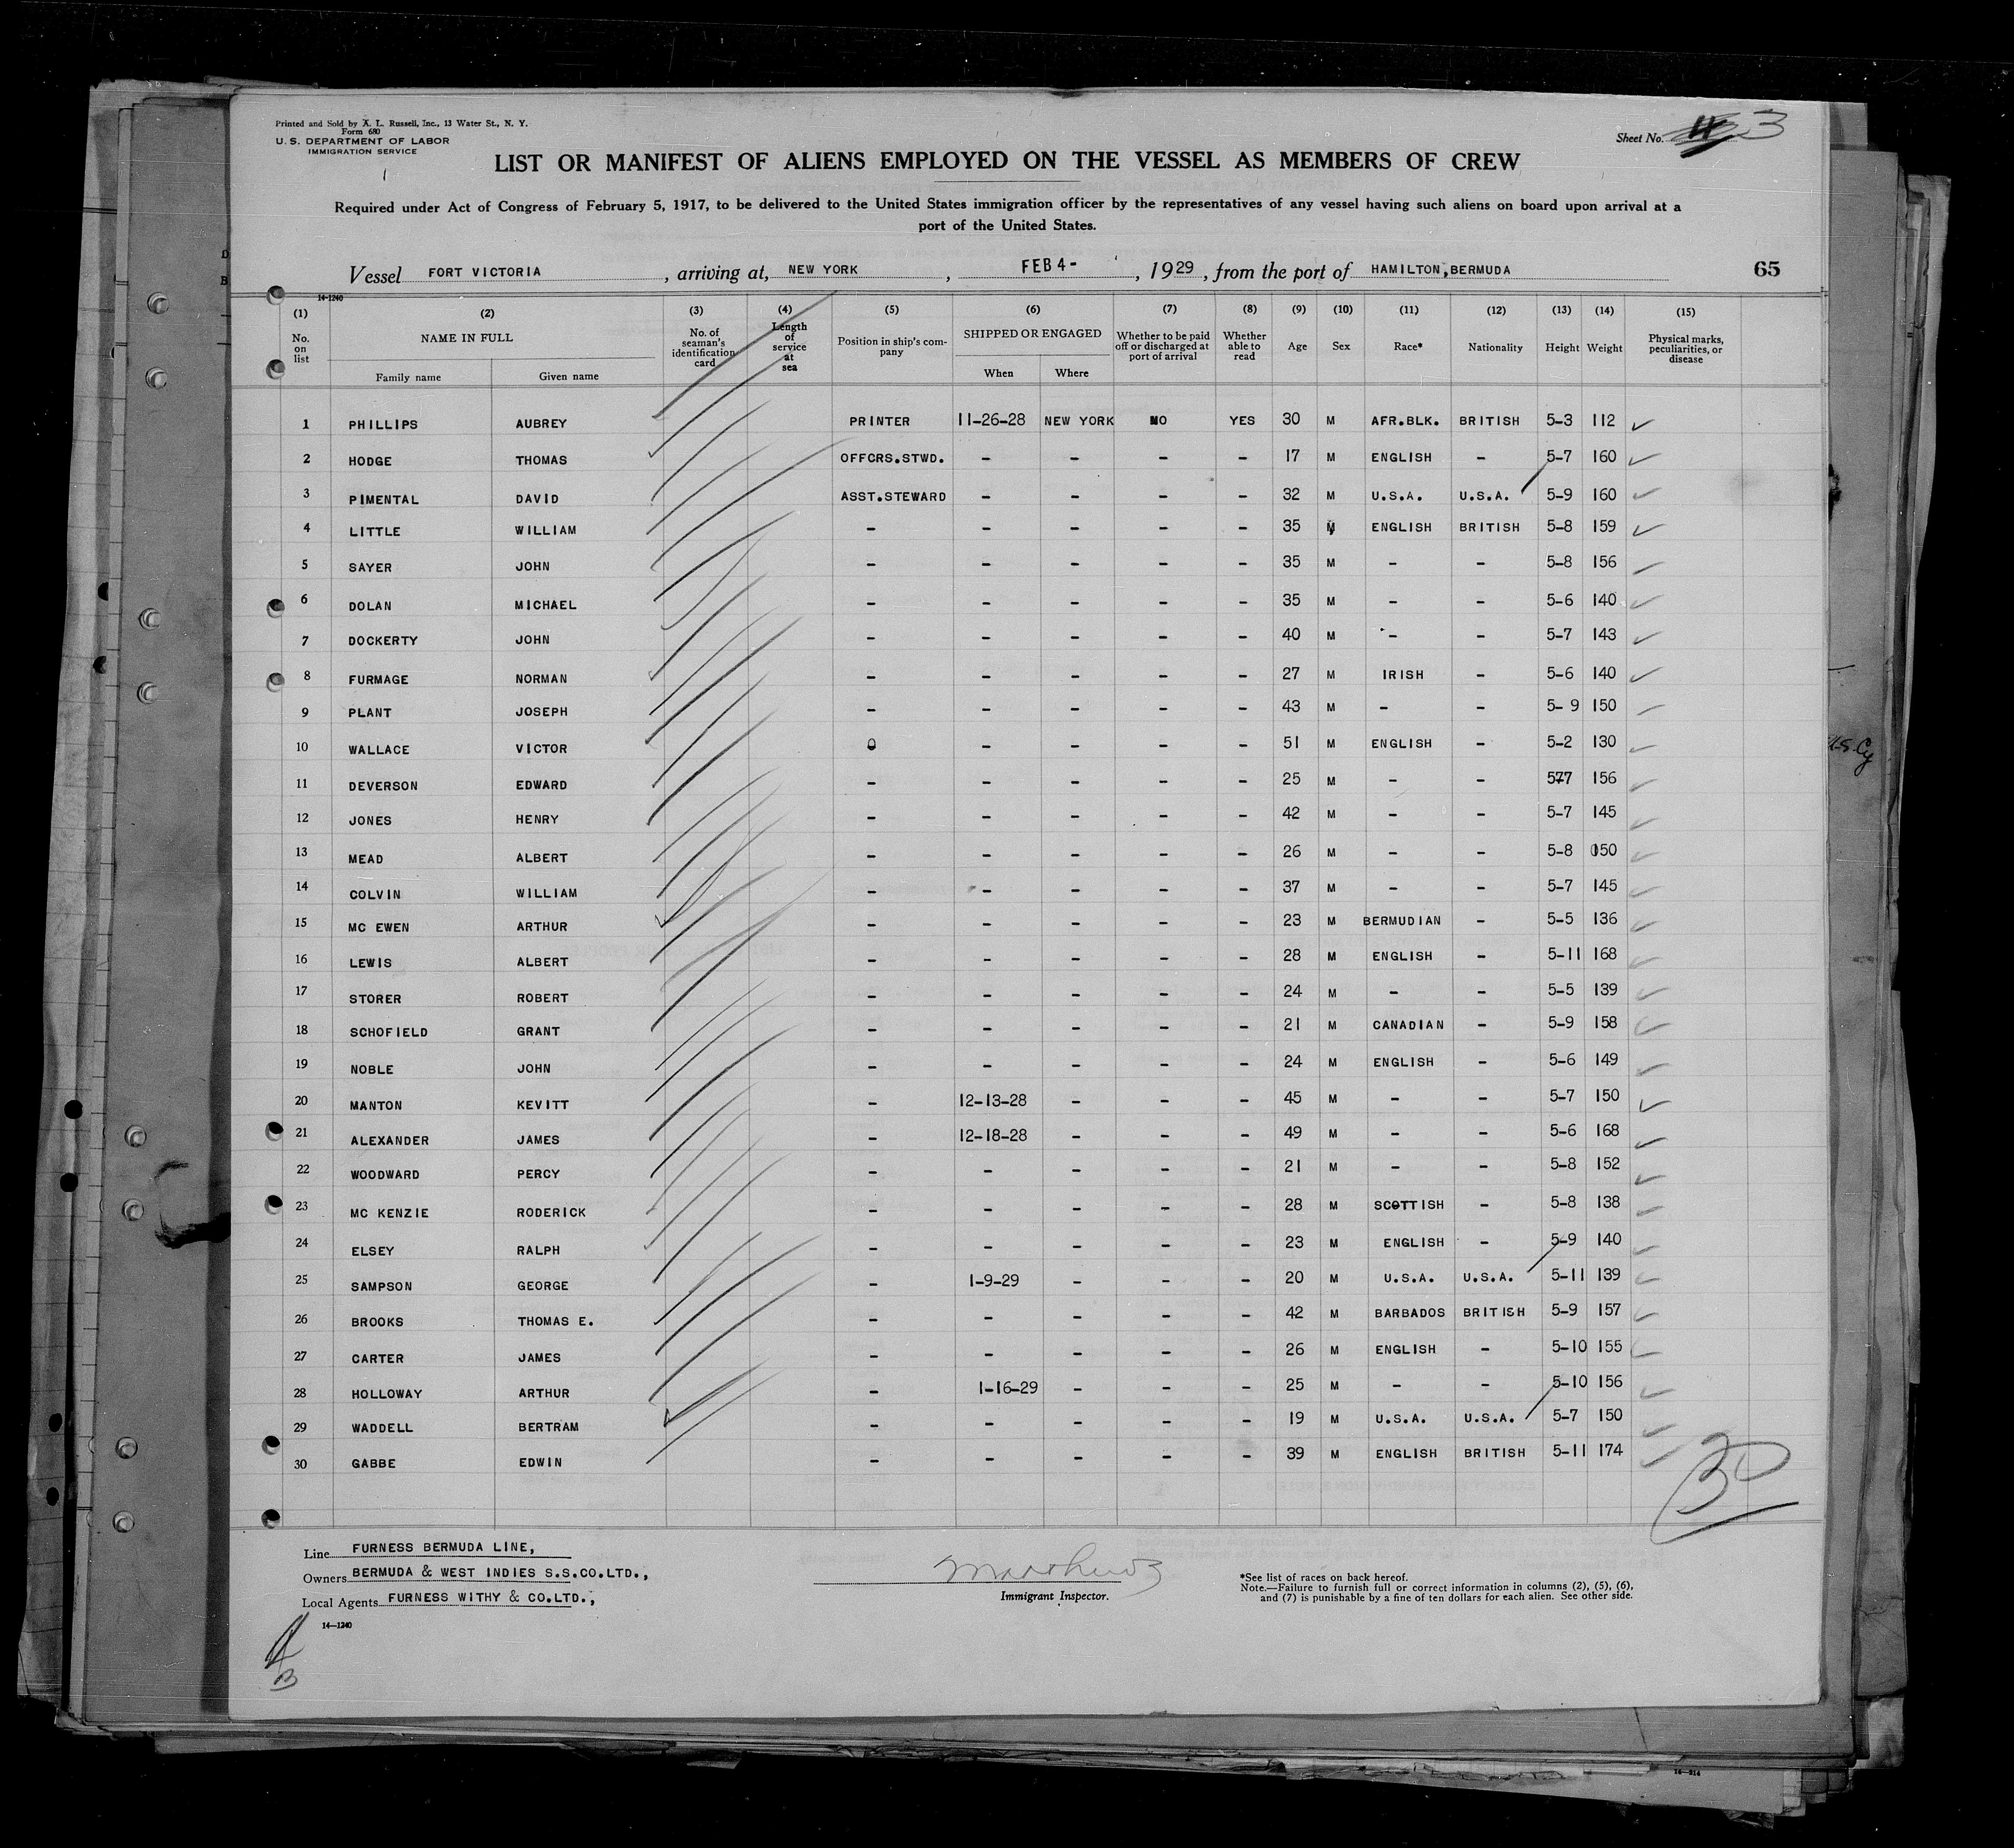 Printed and Sold by A. L. Russell, Inc., 13 Water St., N. Y.
Form 680
U. S. DEPARTMENT OF LABOR
IMMIGRATION SERVICE
Sheet No. 3
LIST OR MANIFEST OF ALIENS EMPLOYED ON THE VESSEL AS MEMBERS OF CREW
Required under Act of Congress of February 5, 1917, to be delivered to the United States immigration officer by the representatives of any vessel having such aliens on board upon arrival at a
port of the United States.
Vessel FORT VICTORIA, arriving at, NEW YORK, FEB 4-, 1929, from the port of HAMILTON, BERMUDA 65
14-1240
(1) (2) (3) (4) (5) (6) (7) (8) (9) (10) (11) (12) (13) (14) (15)
No. on list NAME IN FULL Family name Given name No. of seaman's identification card Length of service at sea Position in ship's company SHIPPED OR ENGAGED When Where Whether to be paid off or discharged at port of arrival Whether able to read Age Sex Race* Nationality Height Weight Physical marks, peculiarities, or disease
1 PHILLIPS AUBREY PRINTER 11-26-28 NEW YORK NO YES 30 M AFR.BLK. BRITISH 5-3 112
2 HODGE THOMAS OFFCRS.STWD. - - - - 17 M ENGLISH - 5-7 160
3 PIMENTAL DAVID ASST.STEWARD - - - - 32 M U.S.A. U.S.A. 5-9 160
4 LITTLE WILLIAM - - - - - 35 M ENGLISH BRITISH 5-8 159
5 SAYER JOHN - - - - - 35 M - - 5-8 156
6 DOLAN MICHAEL - - - - - 35 M - - 5-6 140
7 DOCKERTY JOHN - - - - - 40 M - - 5-7 143
8 FURMAGE NORMAN - - - - - 27 M IRISH - 5-6 140
9 PLANT JOSEPH - - - - - 43 M - - 5- 9 150
10 WALLACE VICTOR - - - - 51 M ENGLISH - 5-2 130
11 DEVERSON EDWARD - - - - - 25 M - - 577 156
12 JONES HENRY - - - - - 42 M - - 5-7 145
13 MEAD ALBERT - - - - - 26 M - - 5-8 050
14 COLVIN WILLIAM - - - - - 37 M - - 5-7 145
15 MC EWEN ARTHUR - - - - - 23 M BERMUDIAN - 5-5 136
16 LEWIS ALBERT - - - - - 28 M ENGLISH - 5-11 168
17 STORER ROBERT - - - - - 24 M - - 5-5 139
18 SCHOFIELD GRANT - - - - - 21 M CANADIAN - 5-9 158
19 NOBLE JOHN - - - - - 24 M ENGLISH - 5-6 149
20 MANTON KEVITT - 12-13-28 - - - 45 M - - 5-7 150
21 ALEXANDER JAMES - 12-18-28 - - - 49 M - - 5-6 168
22 WOODWARD PERCY - - - - - 21 M - - 5-8 152
23 MC KENZIE RODERICK - - - - - 28 M SCOTTISH - 5-8 138
24 ELSEY RALPH - - - - - 23 M ENGLISH - 5-9 140
25 SAMPSON GEORGE - 1-9-29 - - - 20 M U.S.A. U.S.A. 5-11 139
26 BROOKS THOMAS E. - - - - - 42 M BARBADOS BRITISH 5-9 157
27 CARTER JAMES - - - - - 26 M ENGLISH - 5-10 155
28 HOLLOWAY ARTHUR - 1-16-29 - - - 25 M - - 5-10 156
29 WADDELL BERTRAM - - - - - 19 M U.S.A. U.S.A. 5-7 150
30 GABBE EDWIN - - - - - 39 M ENGLISH BRITISH 5-11 174
30
Line FURNESS BERMUDA LINE,
Owners BERMUDA & WEST INDIES S.S.CO.LTD.,
Local Agents FURNESS WITHY & CO.LTD.,
14-1240
Immigrant Inspector.
*See list of races on back hereof.
Note.—Failure to furnish full or correct information in columns (2), (5), (6),
and (7) is punishable by a fine of ten dollars for each alien. See other side.